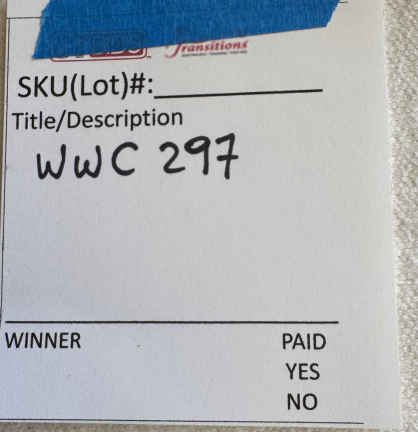 Transitions
SKU(Lot)#:
Title/Description
WWC 297
WINNER
PAID
YES
NO